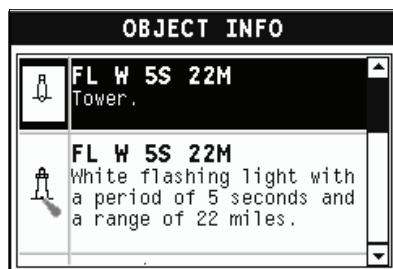 OBJECT INFO
FL W 5S 22M
Tower.
FL W 5S 22M
White flashing light with
a period of 5 seconds and
a range of 22 miles.